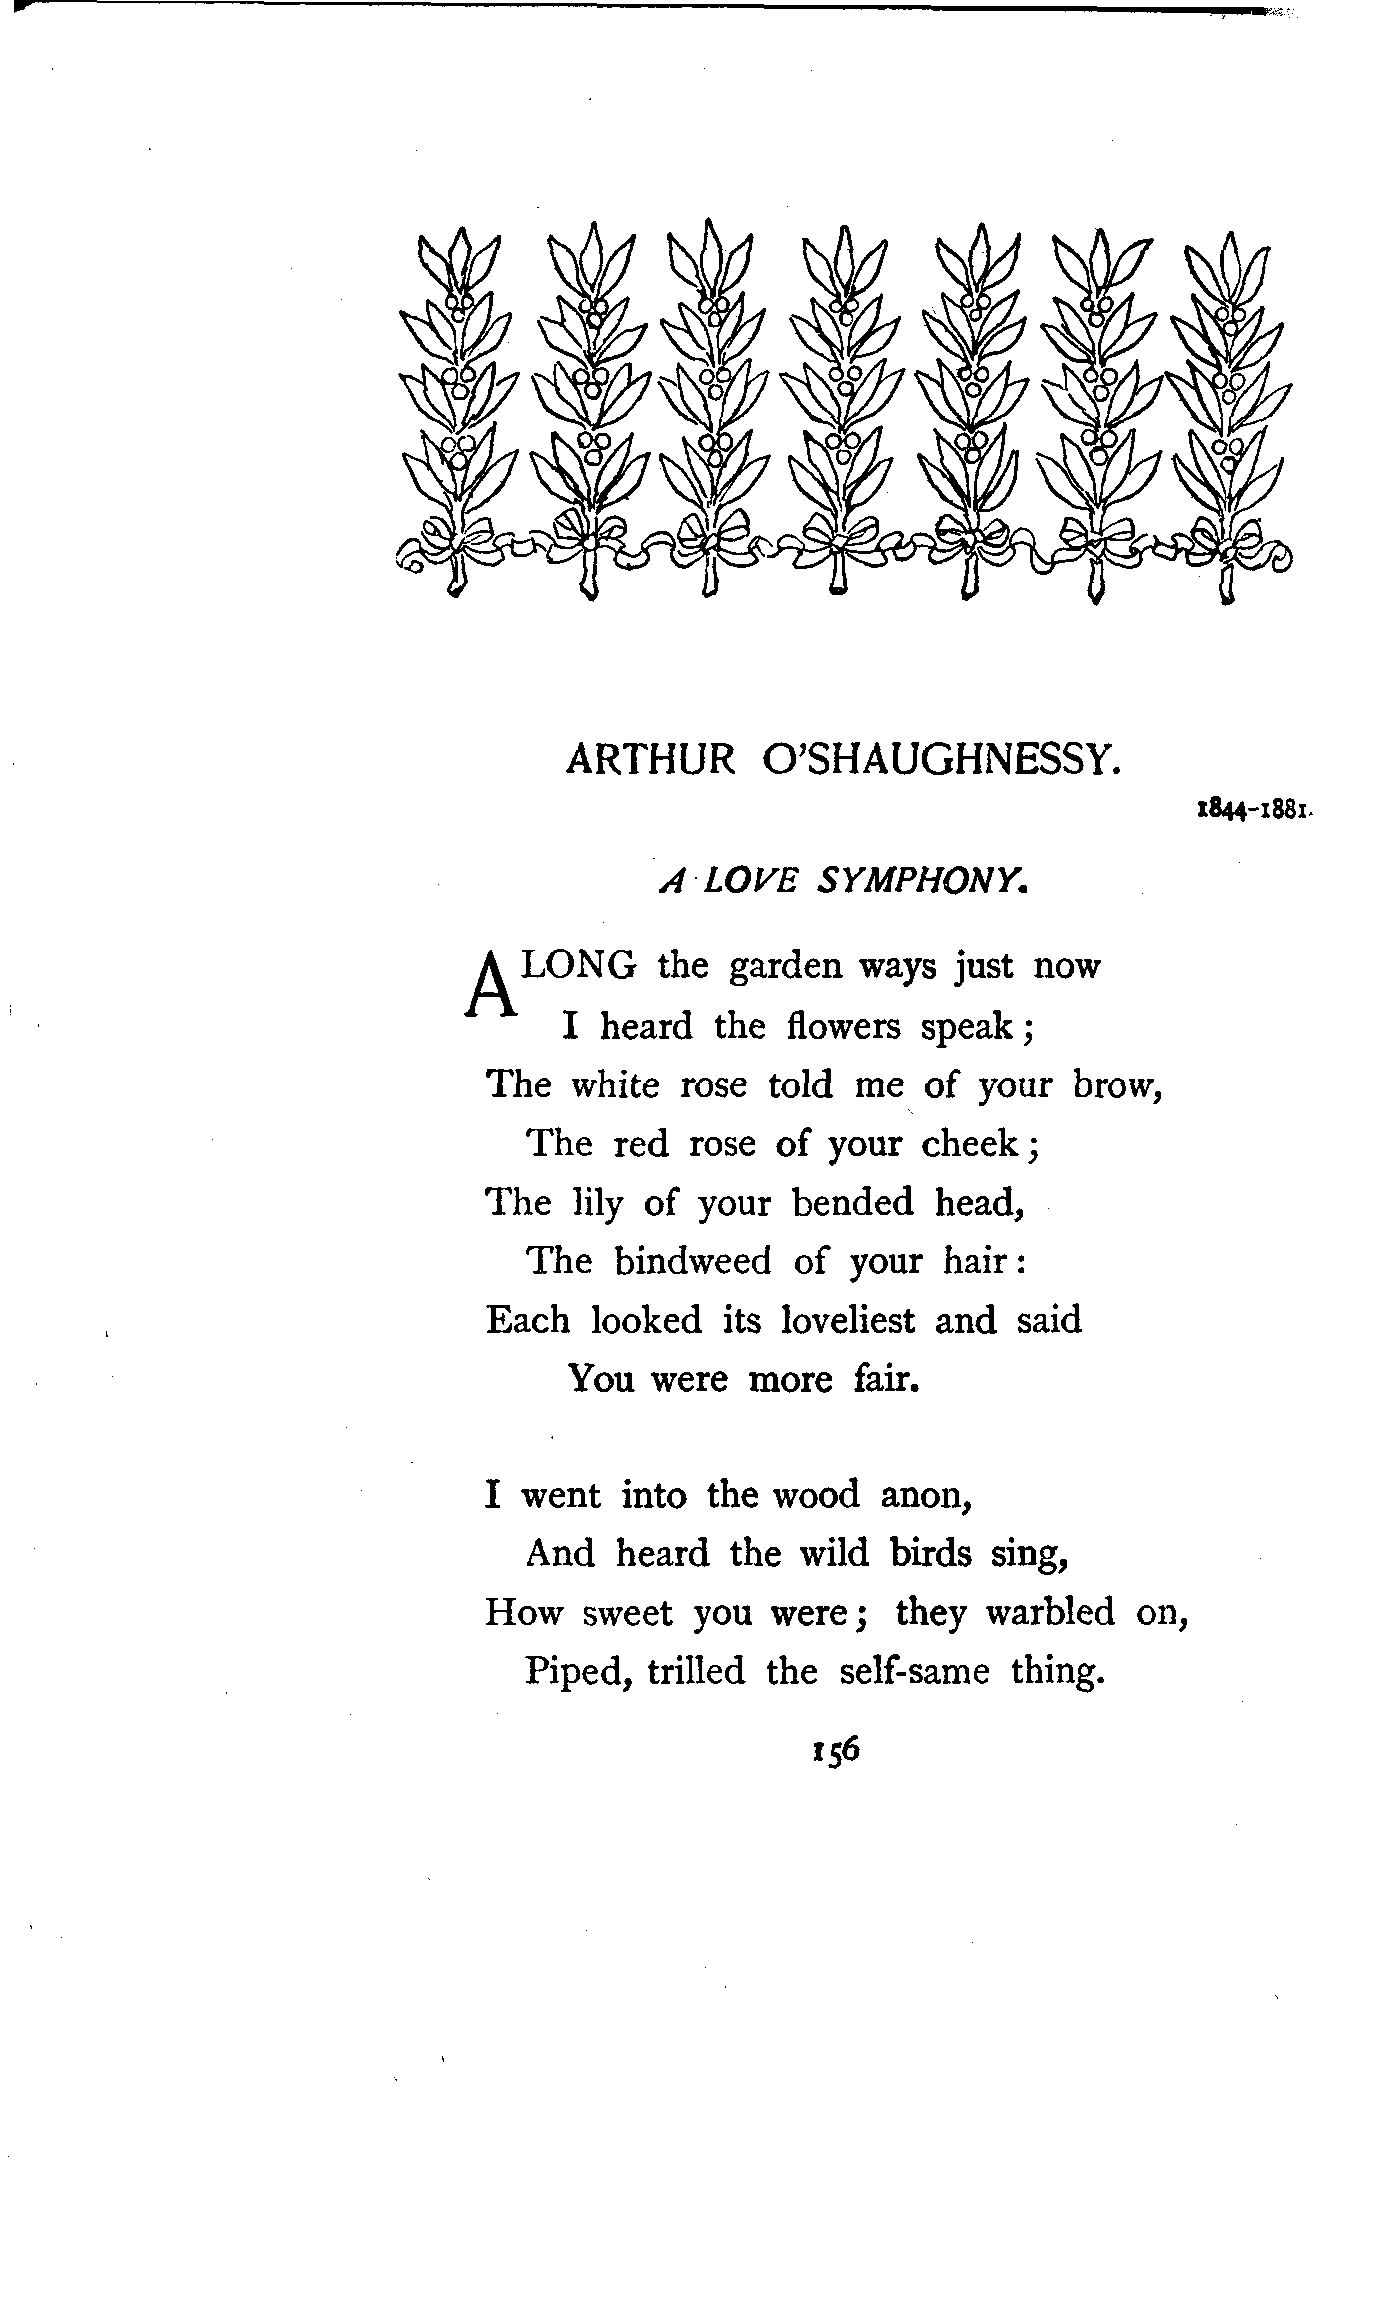 ARTHUR O'SHAUGHNESSY.
1844-1881.
A LOVE SYMPHONY.
ALONG the garden ways just now
I heard the flowers speak;
The white rose told me of your brow,
The red rose of your cheek;
The lily of your bended head,
The bindweed of your hair:
Each looked its loveliest and said
You were more fair.
I went into the wood anon,
And heard the wild birds sing,
How sweet you were; they warbled on,
Piped, trilled the self-same thing.
156